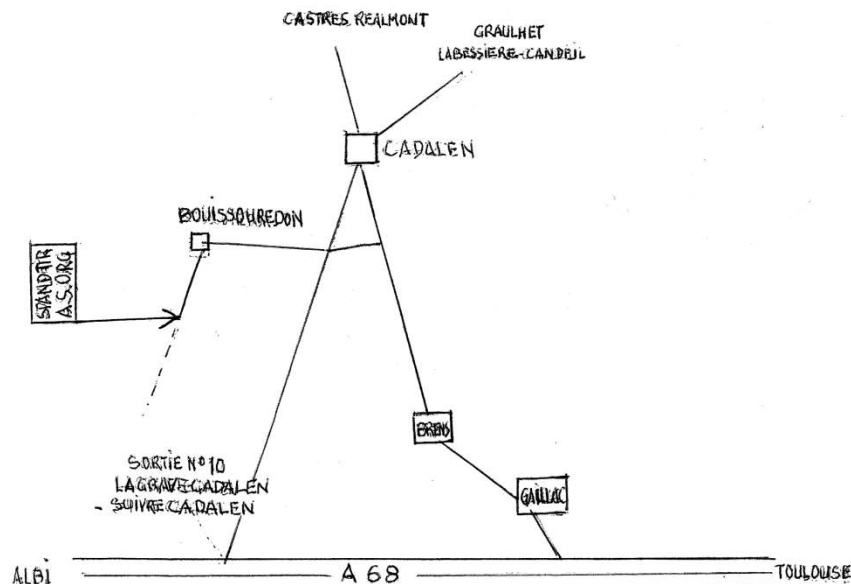 CASTRES REALMONT
GRAULHET
LABESSIERE-CANDEIL
CADALEN
BOUISSOUREDON
A.S.ORG
BRENS
GAILLAC
SORTIE N°10
LAGRAVE CADALEN
- SUIVRE CADALEN
ALBI
A 68
TOULOUSE